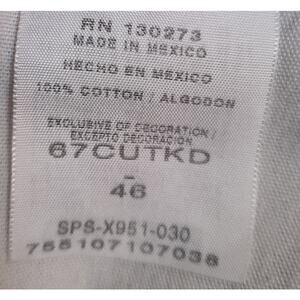 RN 130273
MADE IN MEXICO
HECHO EN MEXICO
100% COTTON / ALGODON
EXCLUSIVE OF DECORATION /
EXCEPTO DECORACION
67CUTKD
-
46
SPS-X951-030
755107107038